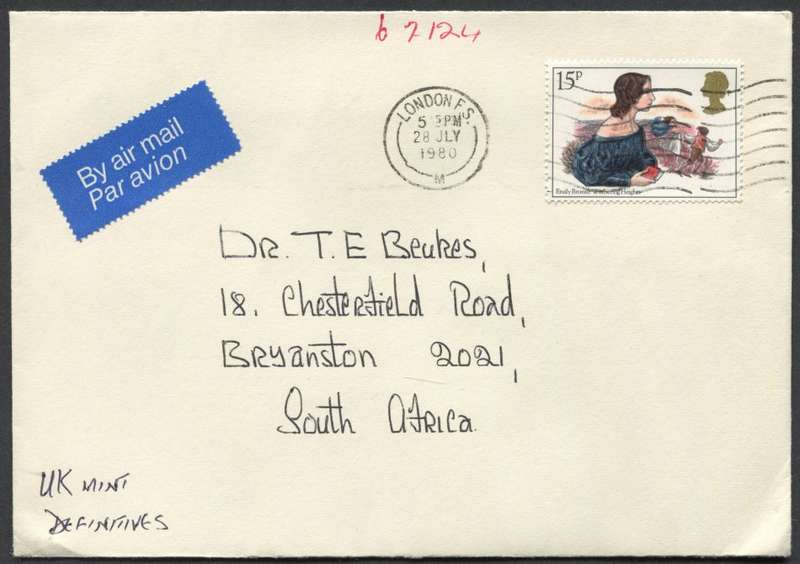 b 7124
LONDON F.S.
5 15PM
28 JLY
1980
M
15P
Emily Brontë Wuthering Heights
By air mail
Par avion
DR. T. E Beukes,
18. Chesterfield Road,
Bryanston 2021,
South Africa.
UK MINT
DEFINITIVES